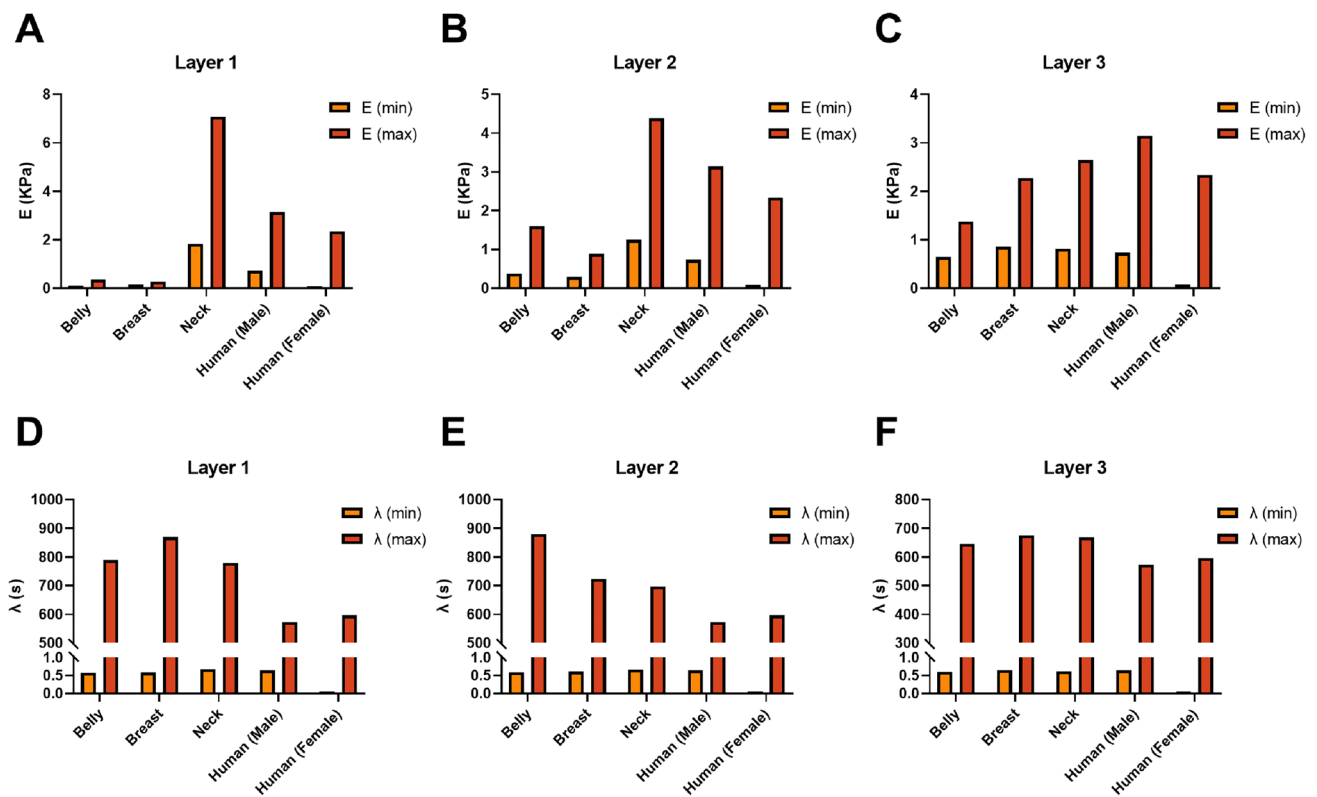 A
Layer 1
E (KPa)
8
6
4
2
0
E (min)
E (max)
Belly
Breast
Neck
Human (Male)
Human (Female)
B
Layer 2
E (KPa)
5
4
3
2
1
0
E (min)
E (max)
Belly
Breast
Neck
Human (Male)
Human (Female)
C
Layer 3
E (KPa)
4
3
2
1
0
E (min)
E (max)
Belly
Breast
Neck
Human (Male)
Human (Female)
D
Layer 1
λ (s)
1000
900
800
700
600
500
1.0
0.5
0.0
λ (min)
λ (max)
Belly
Breast
Neck
Human (Male)
Human (Female)
E
Layer 2
λ (s)
1000
900
800
700
600
500
1.0
0.5
0.0
λ (min)
λ (max)
Belly
Breast
Neck
Human (Male)
Human (Female)
F
Layer 3
λ (s)
800
700
600
500
400
300
1.0
0.5
0.0
λ (min)
λ (max)
Belly
Breast
Neck
Human (Male)
Human (Female)